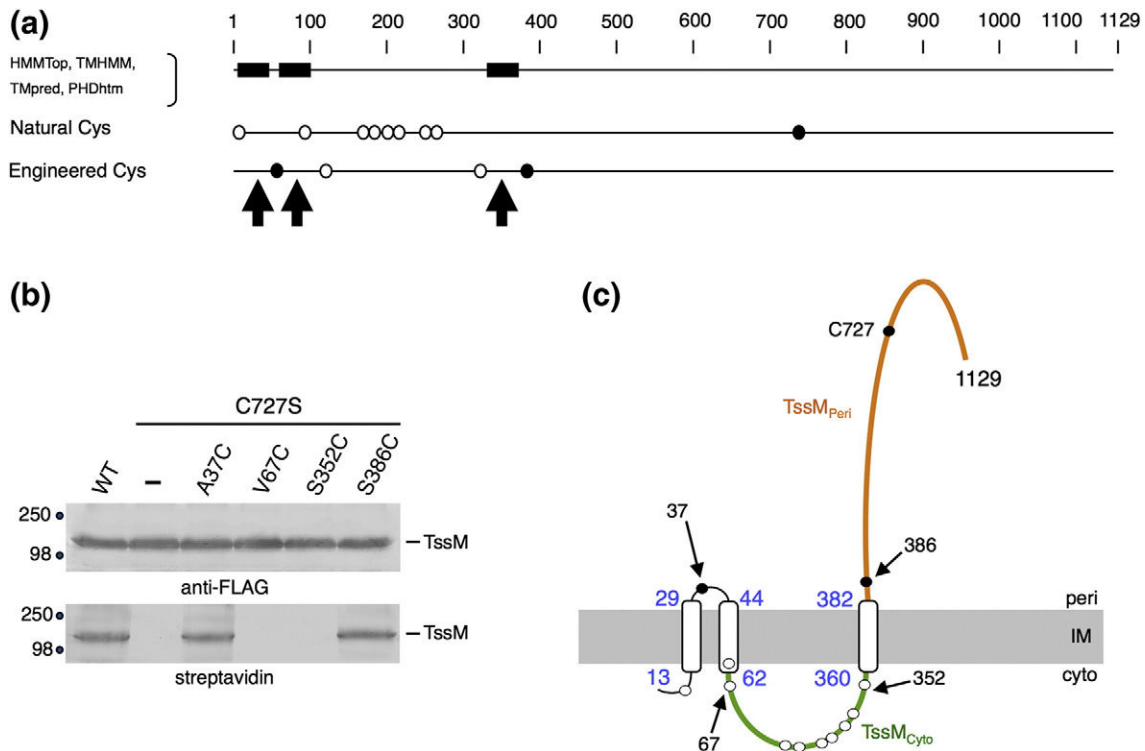 (a)
1 100 200 300 400 500 600 700 800 900 1000 1100 1129
HMMTop, TMHMM,
TMpred, PHDhtm
Natural Cys
Engineered Cys
(b)
C727S
WT – A37C V67C S352C S386C
250
98
TssM
anti-FLAG
250
98
TssM
streptavidin
(c)
C727
1129
TssMPeri
37
386
29 44 382 peri
IM
13 62 360 352 cyto
67
TssMCyto